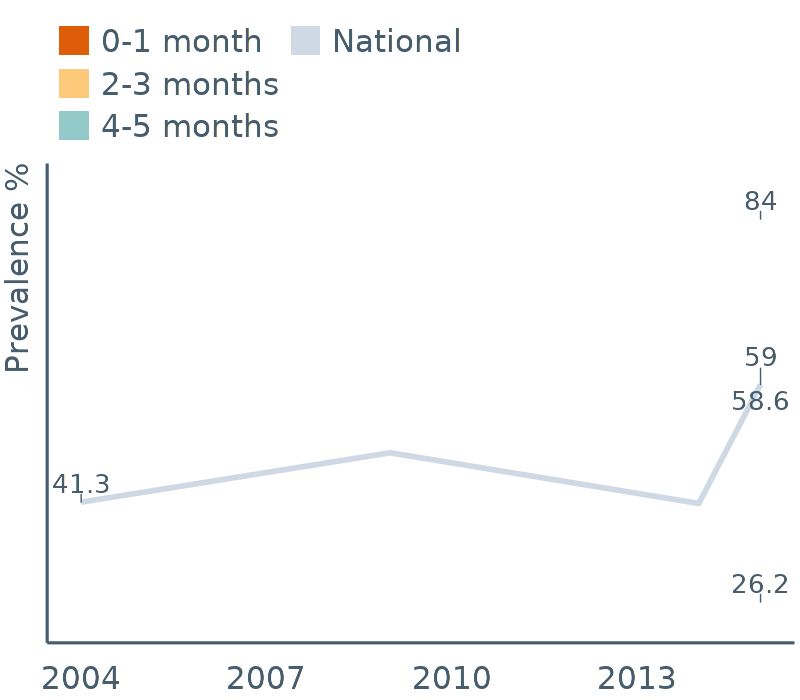 0-1 month National
2-3 months
4-5 months
Prevalence %
84
59
58.6
41.3
26.2
2004 2007 2010 2013